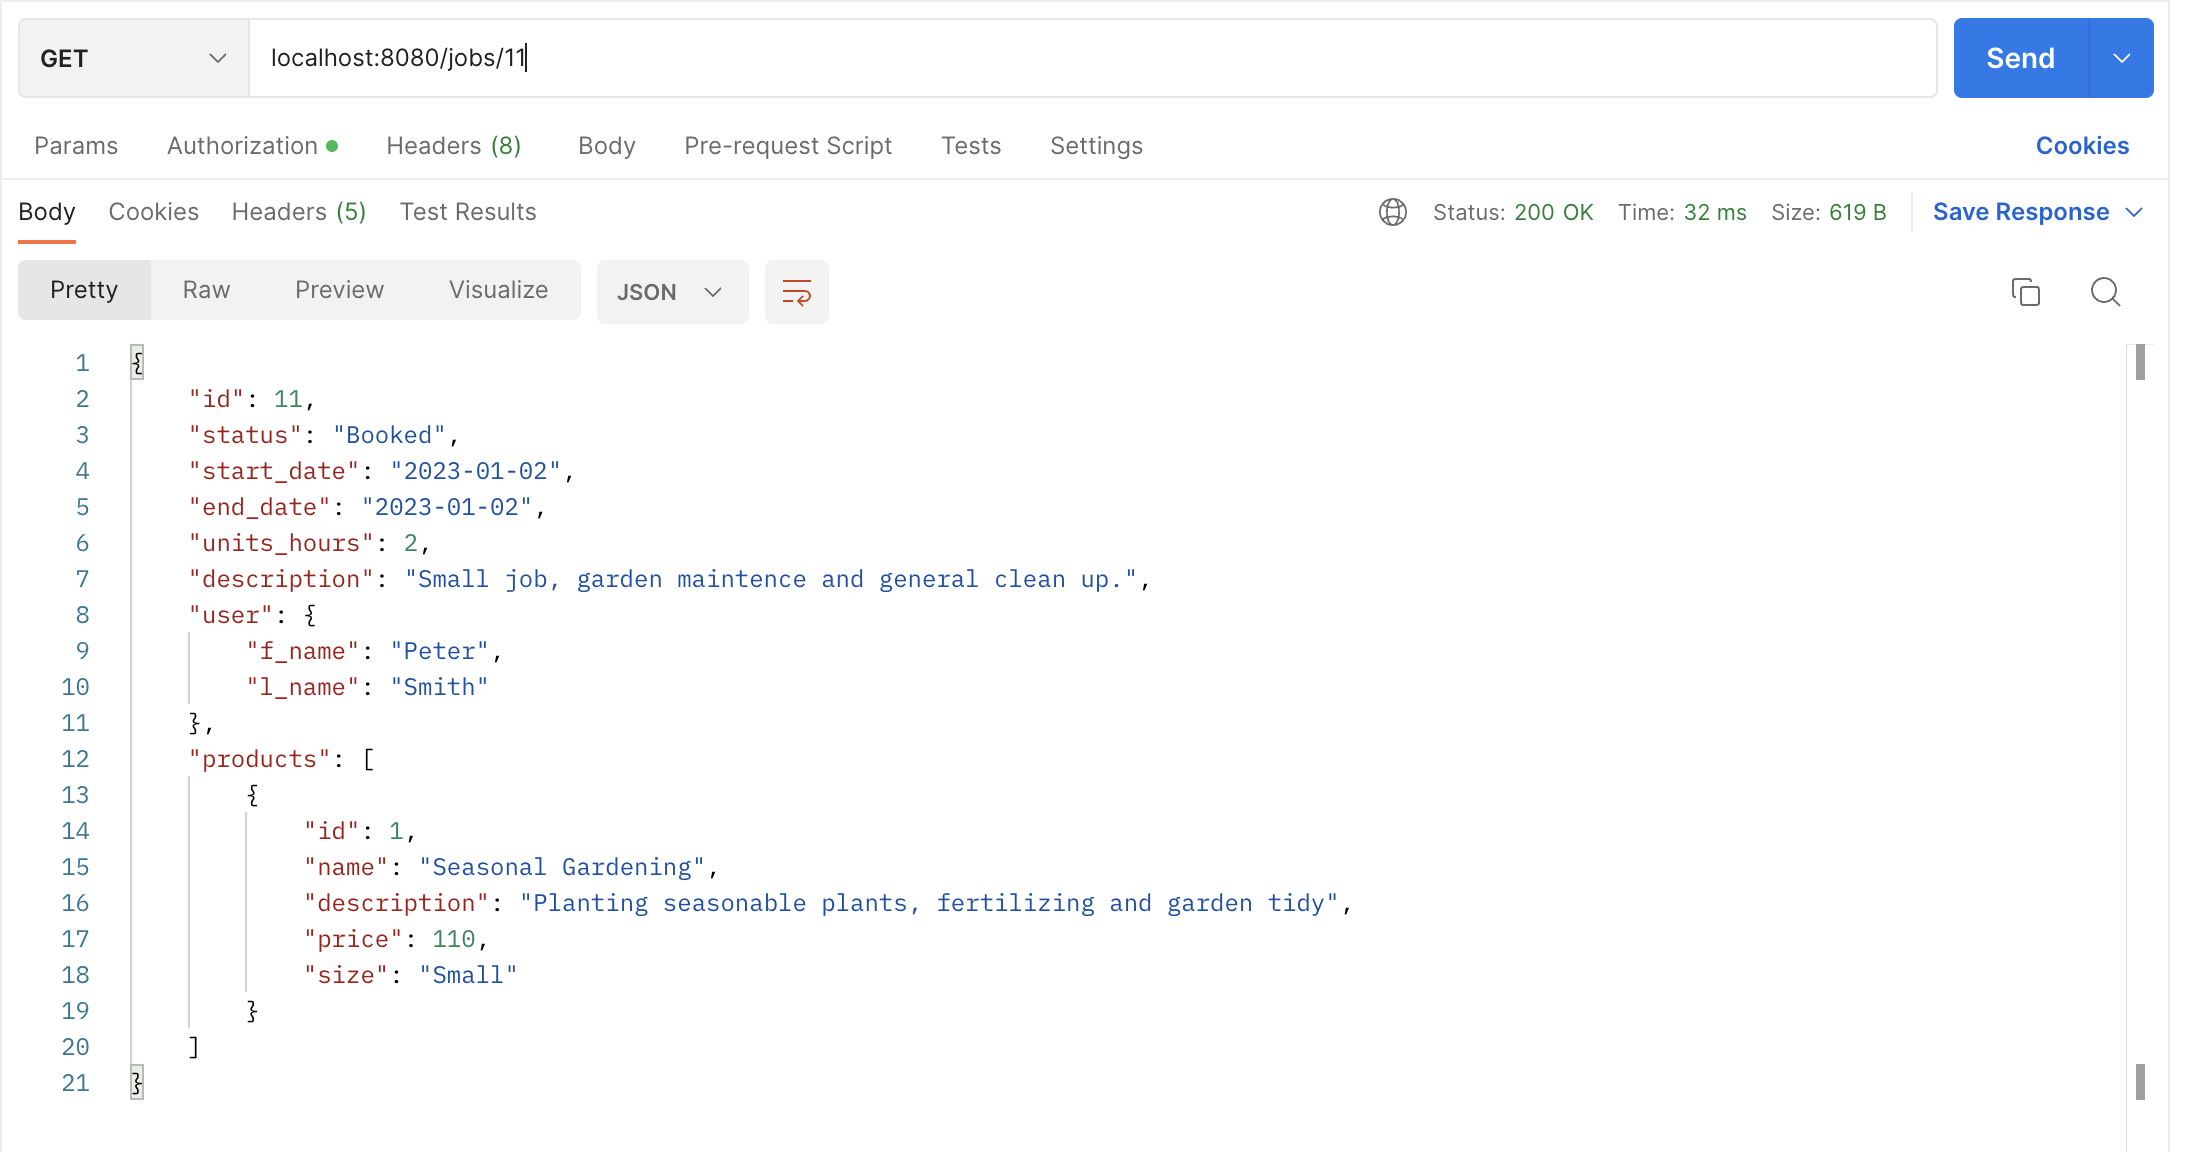 GET localhost:8080/jobs/11 Send
Params Authorization Headers (8) Body Pre-request Script Tests Settings Cookies
Body Cookies Headers (5) Test Results Status: 200 OK Time: 32 ms Size: 619 B Save Response
Pretty Raw Preview Visualize JSON
1 {
2 "id": 11,
3 "status": "Booked",
4 "start_date": "2023-01-02",
5 "end_date": "2023-01-02",
6 "units_hours": 2,
7 "description": "Small job, garden maintence and general clean up.",
8 "user": {
9 "f_name": "Peter",
10 "l_name": "Smith"
11 },
12 "products": [
13 {
14 "id": 1,
15 "name": "Seasonal Gardening",
16 "description": "Planting seasonable plants, fertilizing and garden tidy",
17 "price": 110,
18 "size": "Small"
19 }
20 ]
21 }